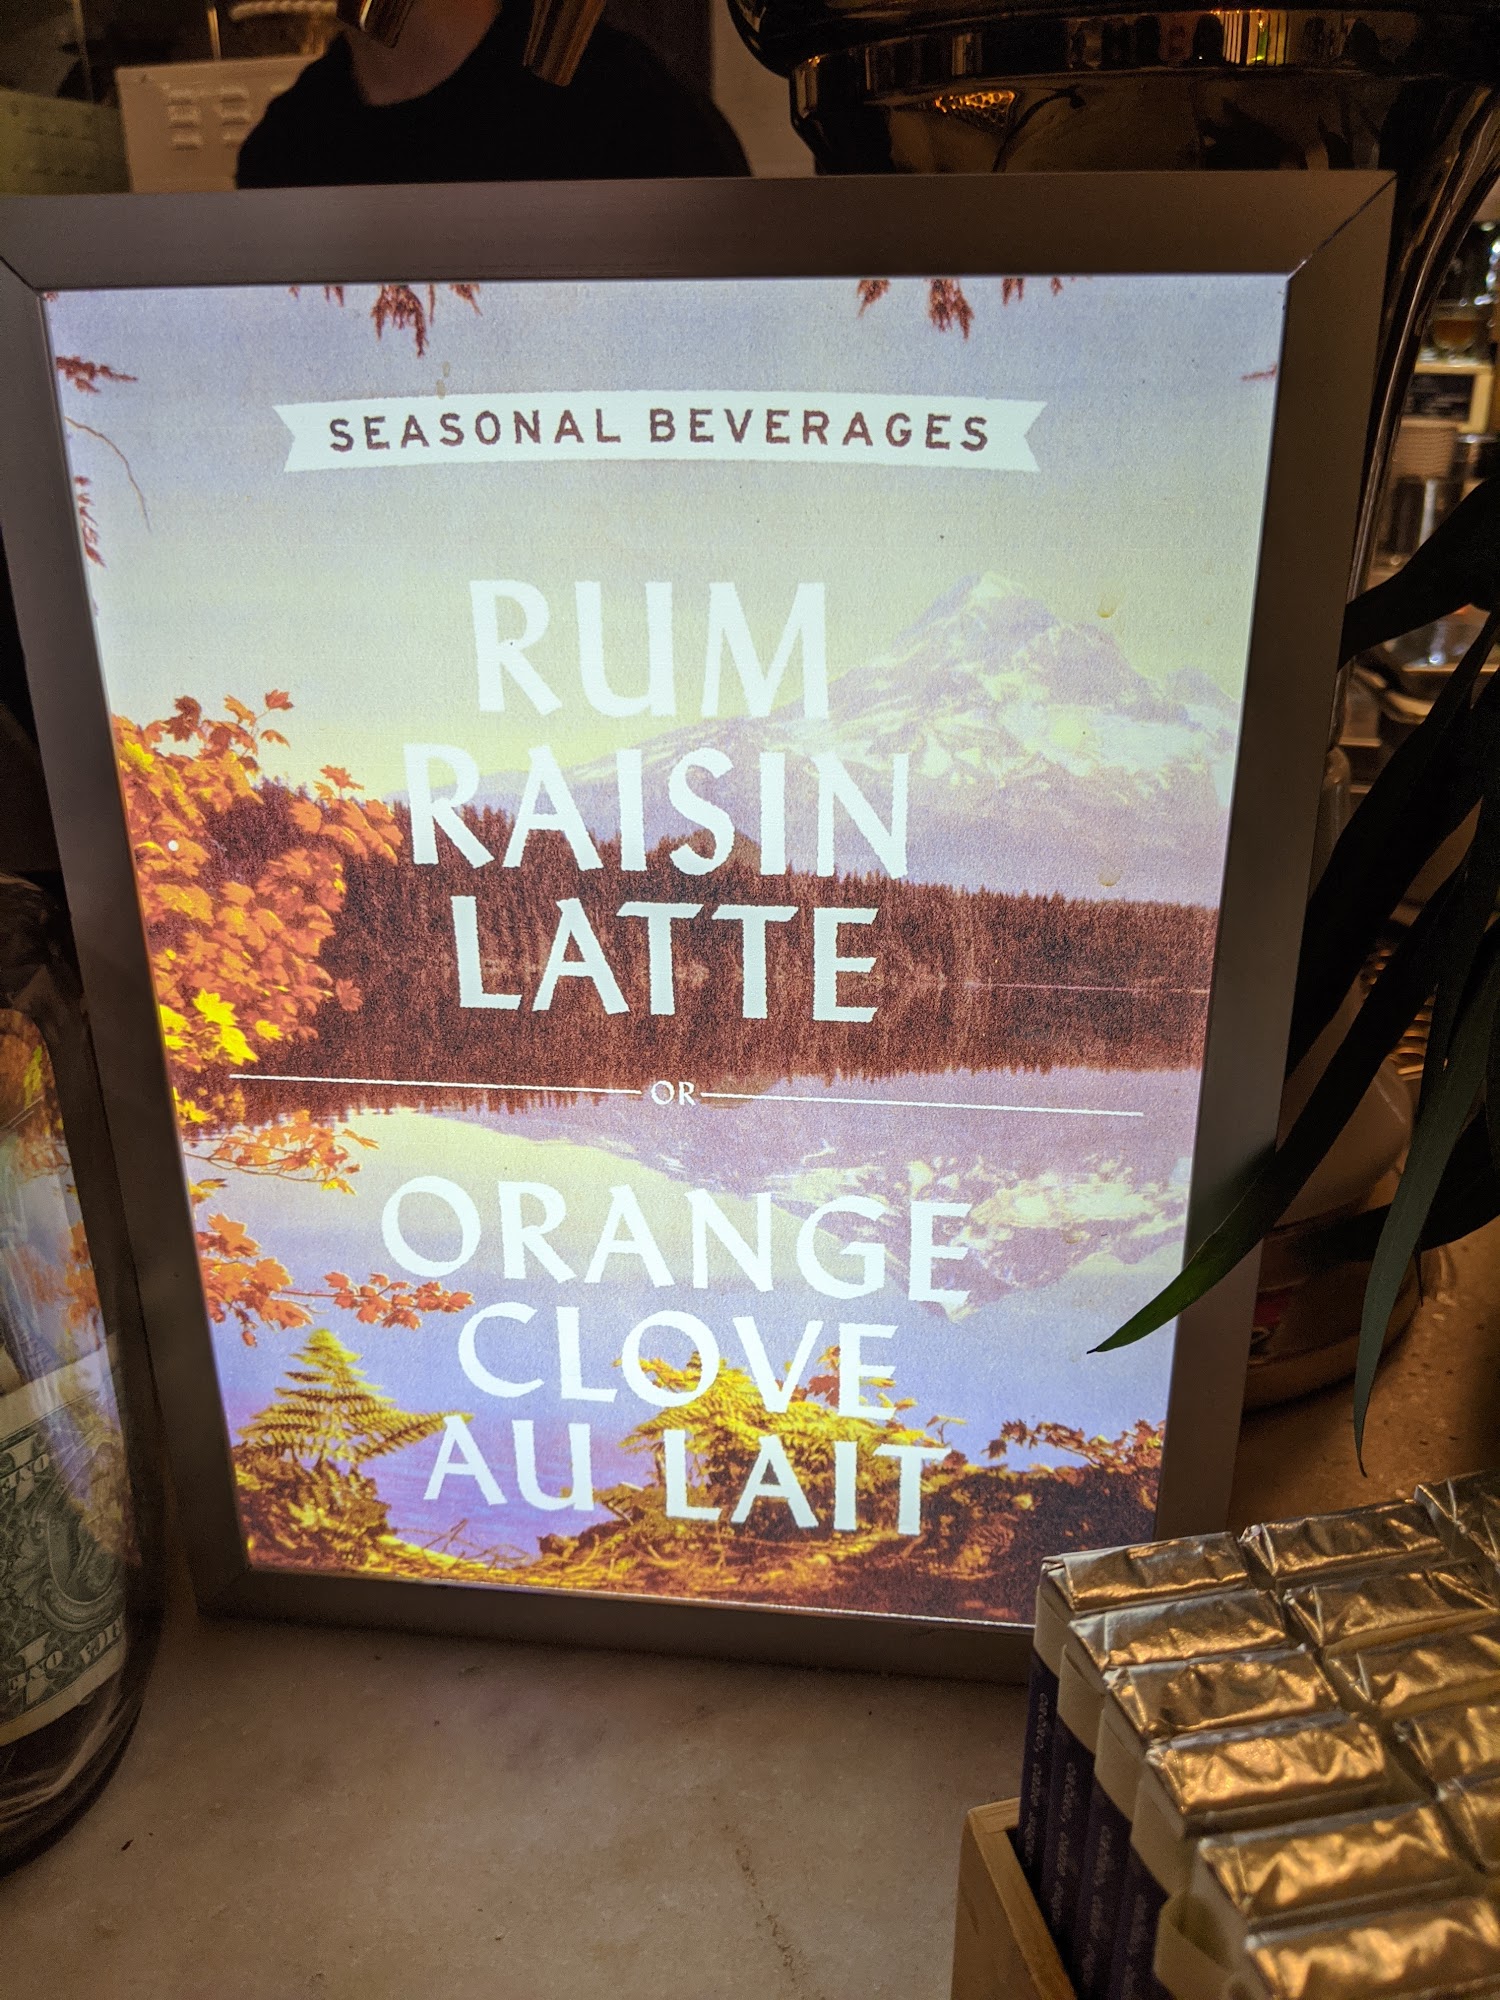 SEASONAL BEVERAGES
RUM
RAISIN
LATTE
OR
ORANGE
CLOVE
AU LAIT